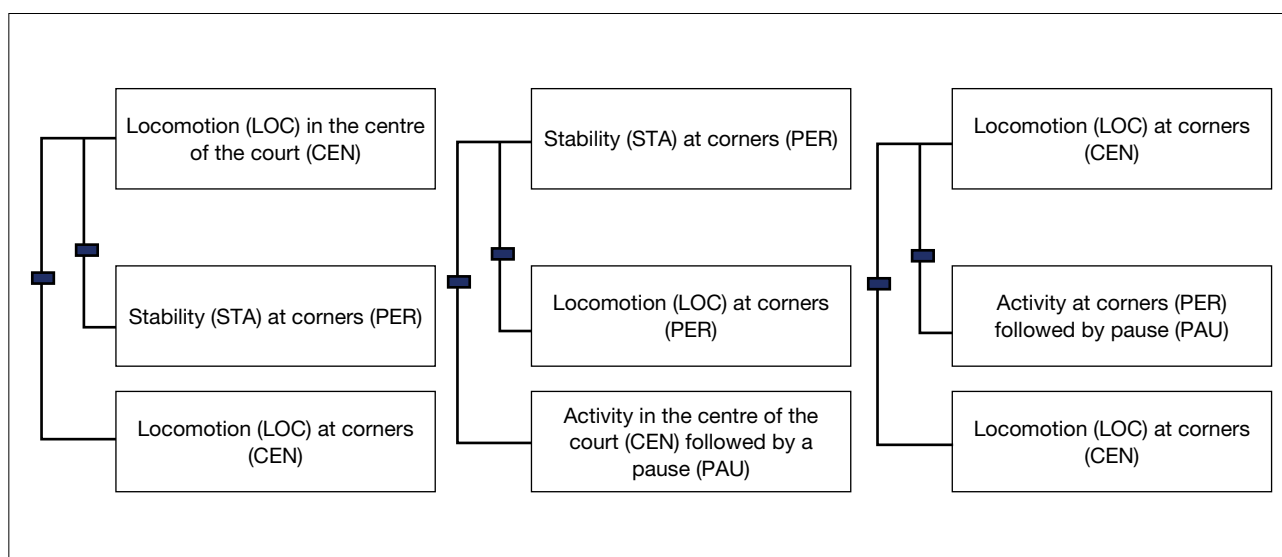 Locomotion (LOC) in the centre
of the court (CEN)
Stability (STA) at corners (PER)
Locomotion (LOC) at corners
(CEN)
Stability (STA) at corners (PER)
Locomotion (LOC) at corners
(PER)
Activity in the centre of the
court (CEN) followed by a
pause (PAU)
Locomotion (LOC) at corners
(CEN)
Activity at corners (PER)
followed by pause (PAU)
Locomotion (LOC) at corners
(CEN)